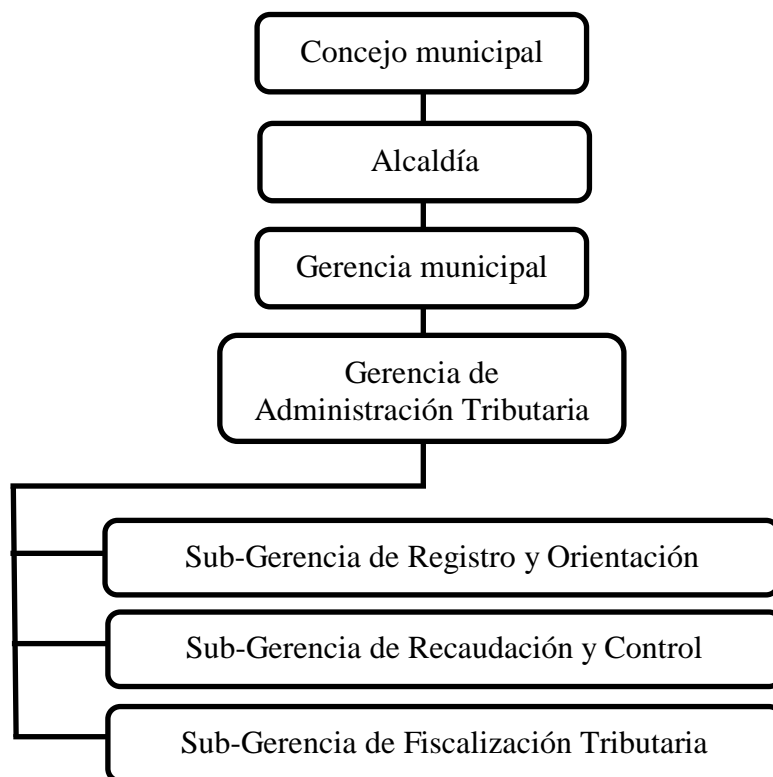 Concejo municipal
Alcaldía
Gerencia municipal
Gerencia de
Administración Tributaria
Sub-Gerencia de Registro y Orientación
Sub-Gerencia de Recaudación y Control
Sub-Gerencia de Fiscalización Tributaria